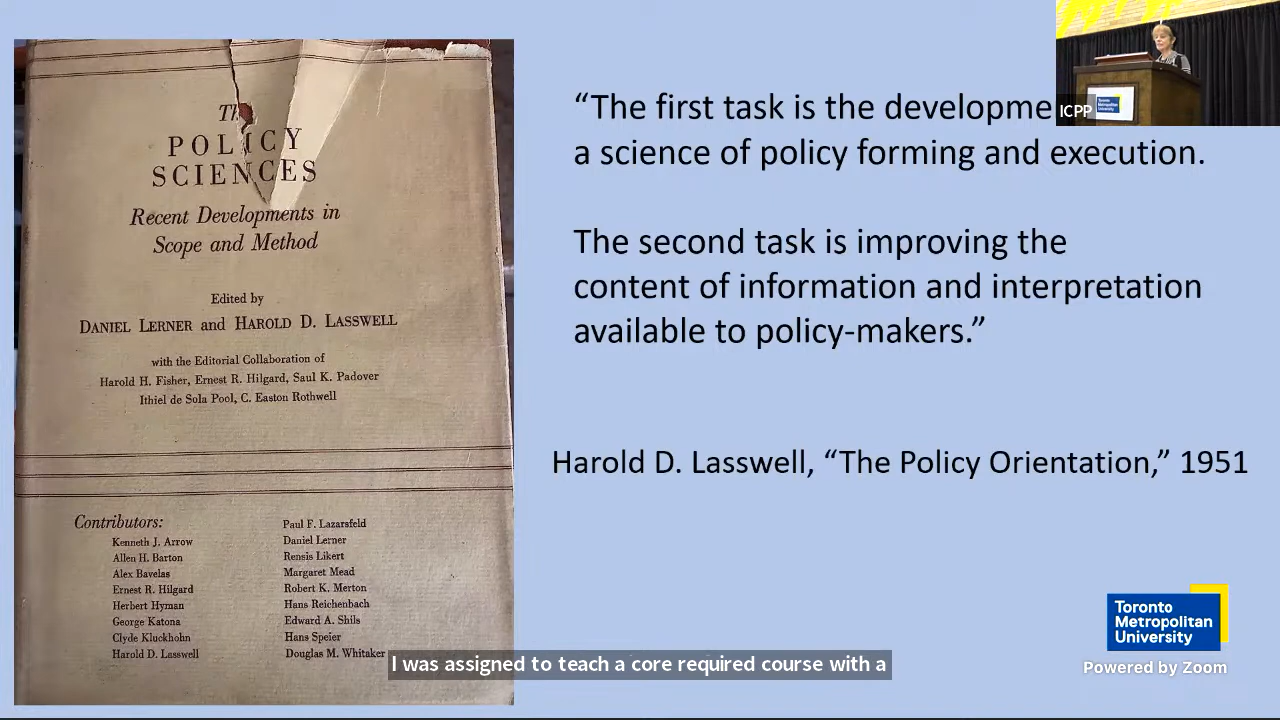 The
POLICY
SCIENCES
Recent Developments in
Scope and Method
Edited by
DANIEL LERNER and HAROLD D. LASSWELL
with the Editorial Collaboration of
Harold H. Fisher, Ernest R. Hilgard, Saul K. Padover
Ithiel de Sola Pool, C. Easton Rothwell
Contributors:
Kenneth J. Arrow
Allen H. Barton
Alex Bavelas
Ernest R. Hilgard
Herbert Hyman
George Katona
Clyde Kluckhohn
Harold D. Lasswell
Paul F. Lazarsfeld
Daniel Lerner
Rensis Likert
Margaret Mead
Robert K. Merton
Hans Reichenbach
Edward A. Shils
Hans Speier
Douglas M. Whitaker
“The first task is the developme
a science of policy forming and execution.
The second task is improving the
content of information and interpretation
available to policy-makers.”
Harold D. Lasswell, “The Policy Orientation,” 1951
ICPP
Toronto
Metropolitan
University
Toronto
Metropolitan
University
Powered by Zoom
I was assigned to teach a core required course with a